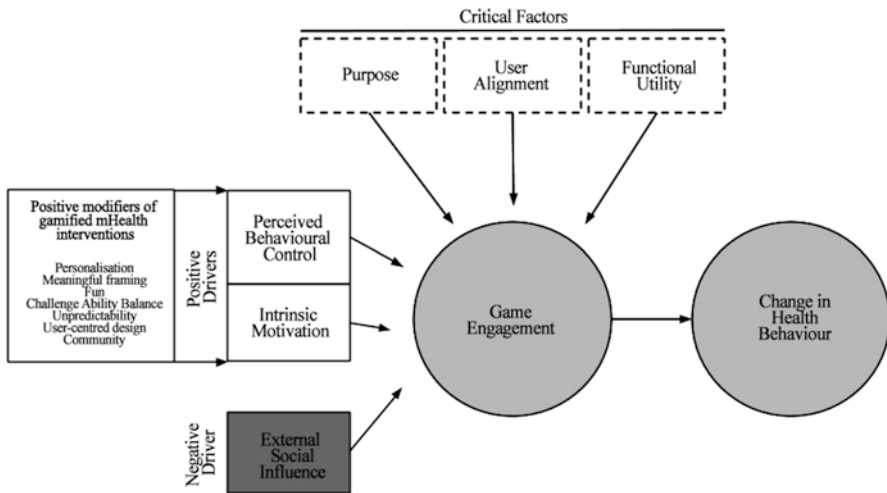 Critical Factors
Purpose
User
Alignment
Functional
Utility
Positive modifiers of
gamified mHealth
interventions
Personalisation
Meaningful framing
Fun
Challenge Ability Balance
Unpredictability
User-centred design
Community
Positive
Drivers
Perceived
Behavioural
Control
Intrinsic
Motivation
Negative
Driver
External
Social
Influence
Game
Engagement
Change in
Health
Behaviour